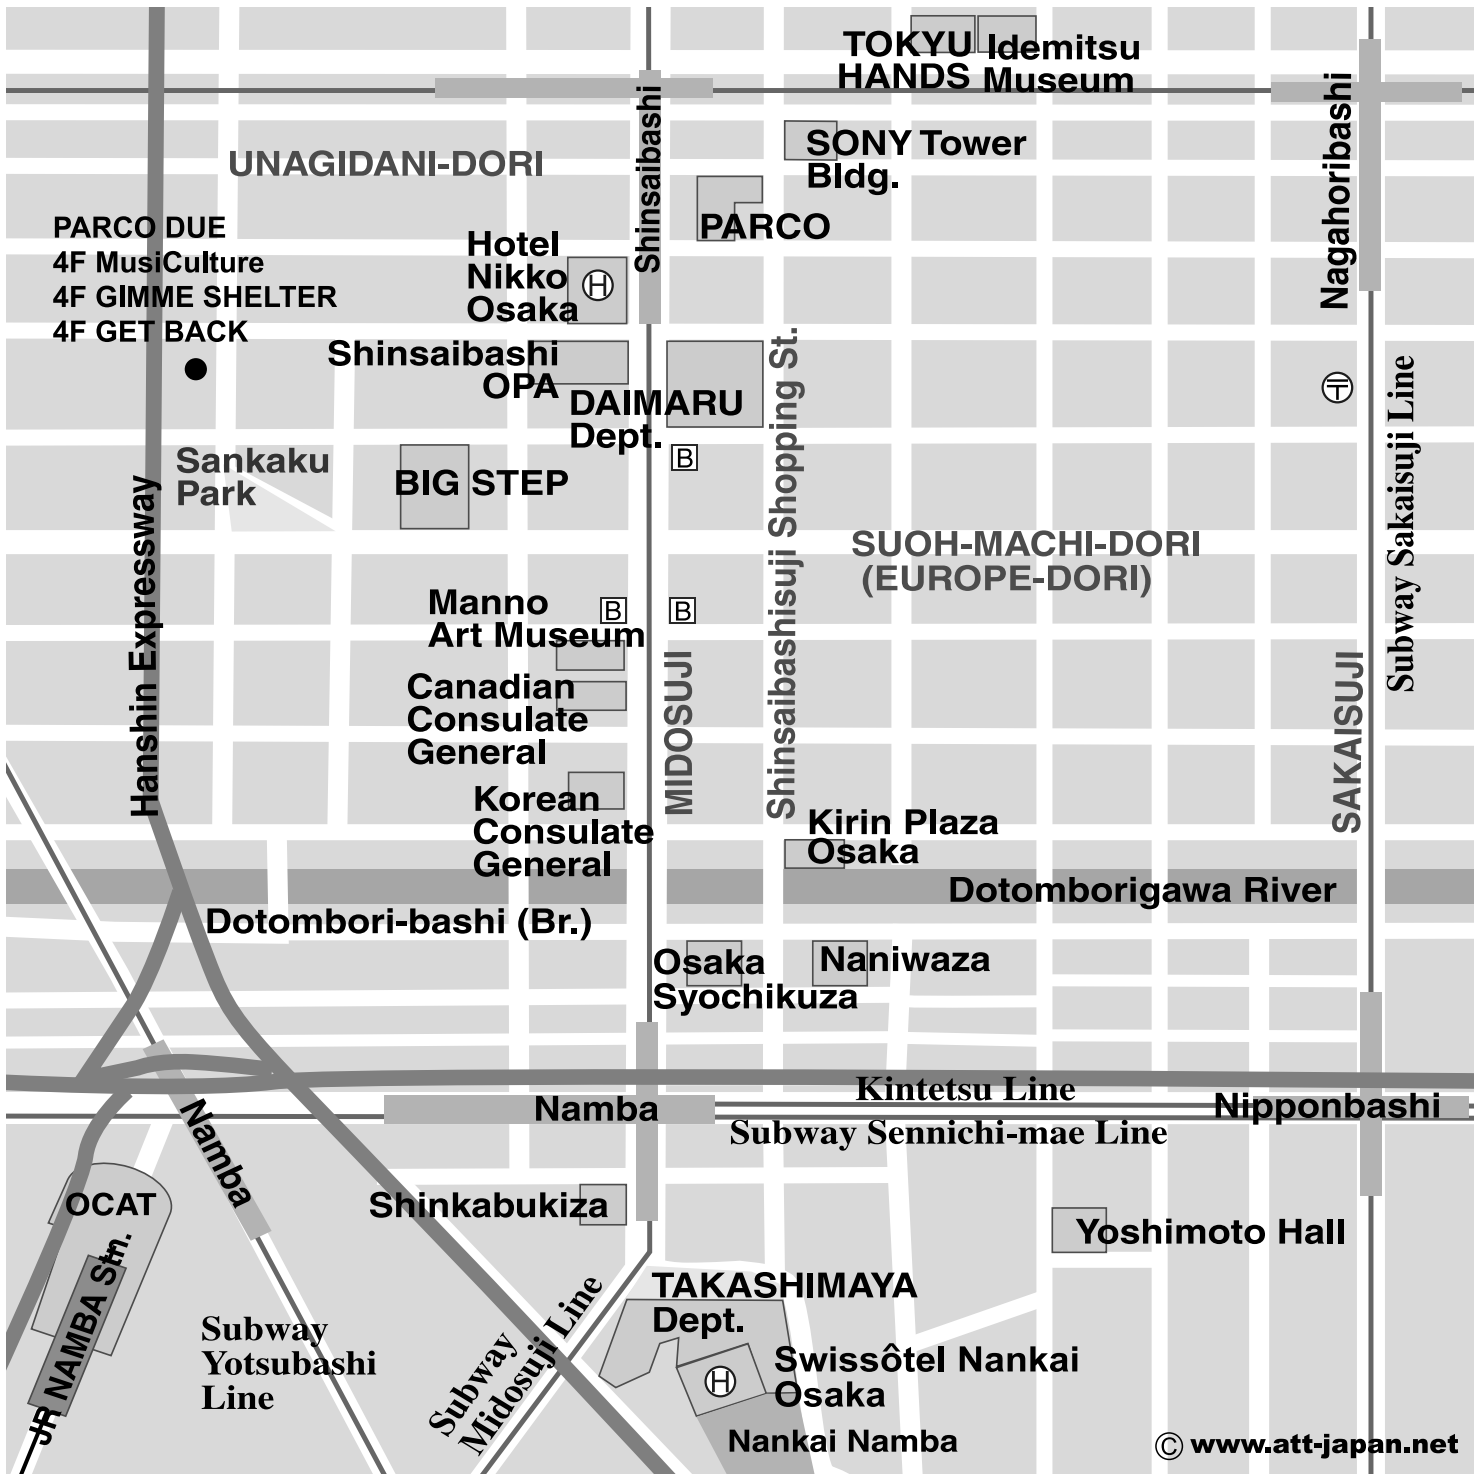 TOKYU
HANDS
Idemitsu
Museum
Shinsaibashi
Nagahoribashi
SONY Tower
Bldg.
UNAGIDANI-DORI
PARCO
PARCO DUE
4F MusiCulture
4F GIMME SHELTER
4F GET BACK
Hotel
Nikko
Osaka
H
Shinsaibashi
OPA
DAIMARU
Dept.
B
Shinsaibashisuji Shopping St.
〒
Subway Sakaisuji Line
Sankaku
Park
BIG STEP
Hanshin Expressway
SUOH-MACHI-DORI
(EUROPE-DORI)
Manno
Art Museum
B
B
Canadian
Consulate
General
MIDOSUJI
SAKAISUJI
Korean
Consulate
General
Kirin Plaza
Osaka
Dotomborigawa River
Dotombori-bashi (Br.)
Osaka
Syochikuza
Naniwaza
Kintetsu Line
Namba
Nipponbashi
Subway Sennichi-mae Line
Namba
OCAT
Shinkabukiza
Yoshimoto Hall
JR NAMBA Stn.
TAKASHIMAYA
Dept.
Subway
Yotsubashi
Line
Subway
Midosuji Line
H
Swissôtel Nankai
Osaka
Nankai Namba
© www.att-japan.net